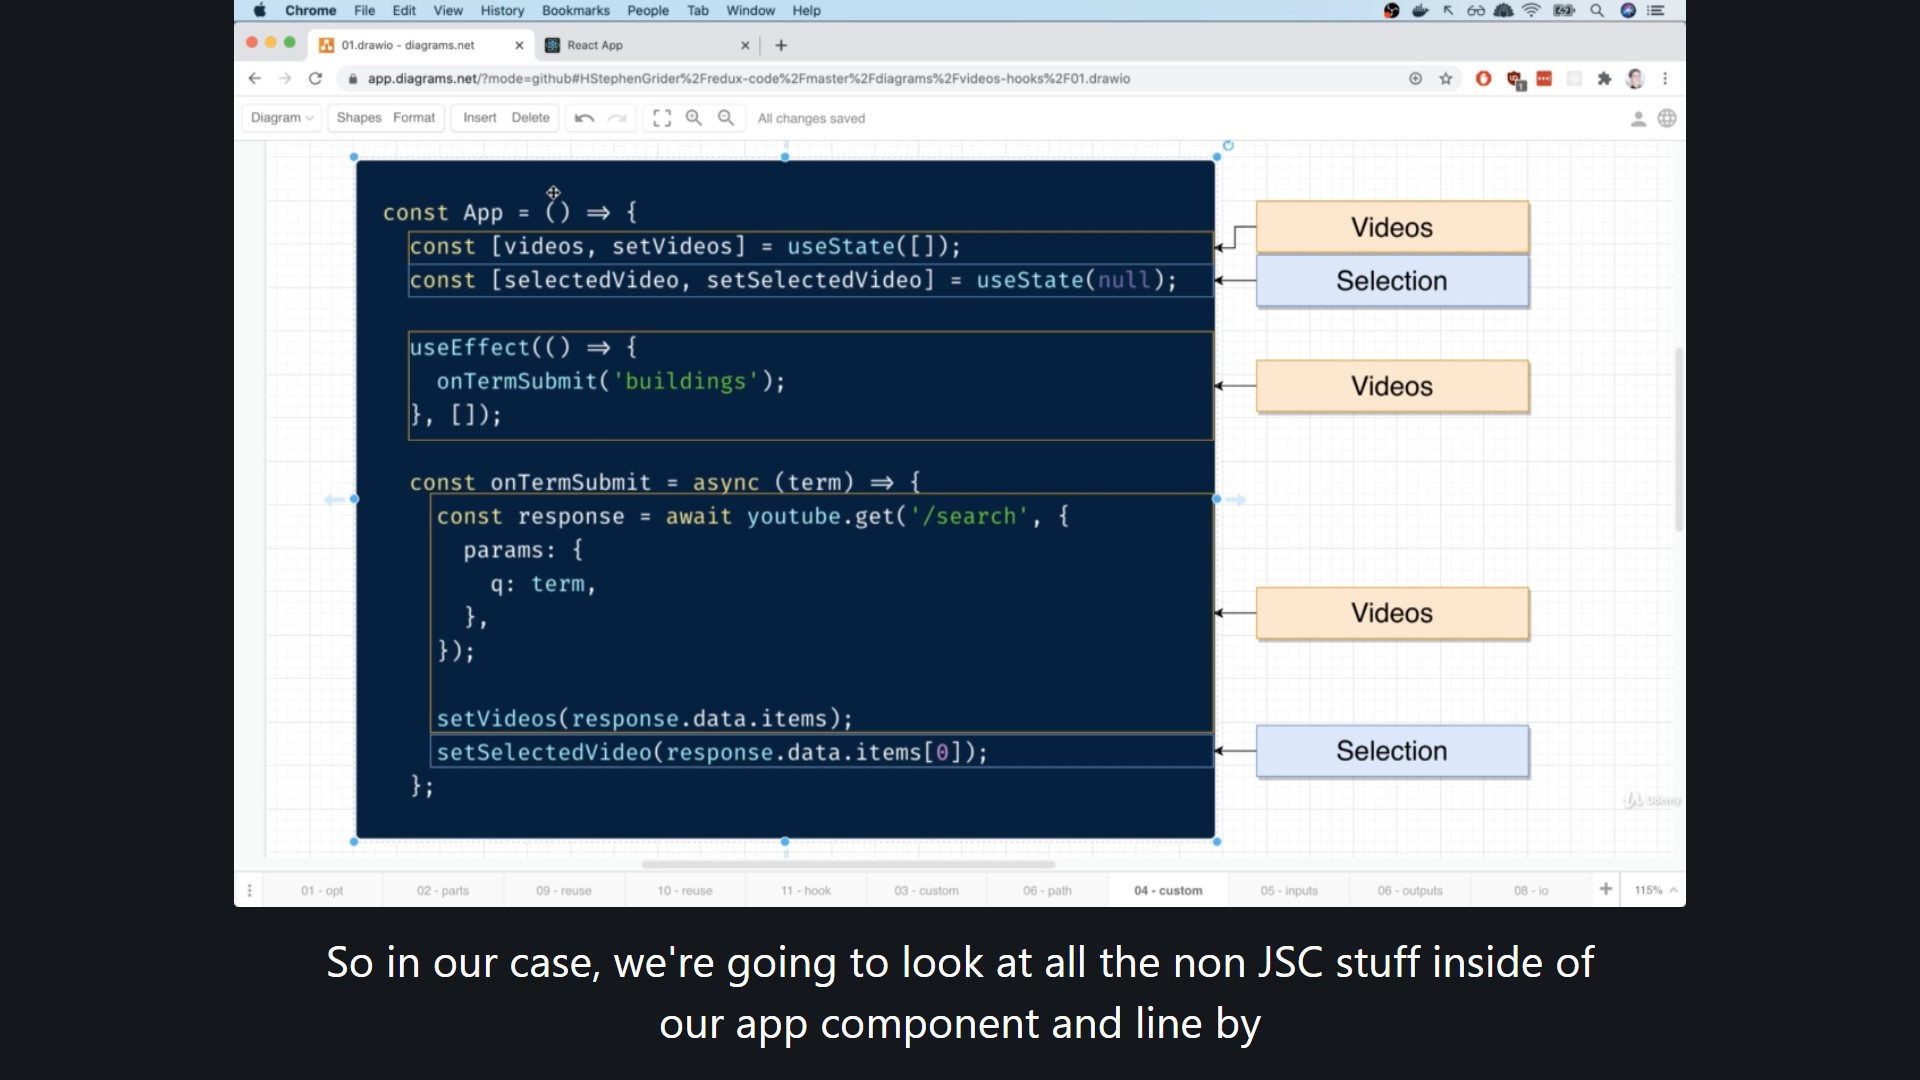 Chrome File Edit View History Bookmarks People Tab Window Help
01.drawio - diagrams.net
React App
app.diagrams.net/?mode=github#HStephenGrider%2Fredux-code%2Fmaster%2Fdiagrams%2Fvideos-hooks%2F01.drawio
Diagram Shapes Format Insert Delete All changes saved
const App = () ⇒ {
const [videos, setVideos] = useState([]);
const [selectedVideo, setSelectedVideo] = useState(null);
useEffect(() ⇒ {
onTermSubmit('buildings');
}, []);
const onTermSubmit = async (term) ⇒ {
const response = await youtube.get('/search', {
params: {
q: term,
},
});
setVideos(response.data.items);
setSelectedVideo(response.data.items[0]);
};
Videos
Selection
Videos
Videos
Selection
Udemy
01 - opt 02 - parts 09 - reuse 10 - reuse 11 - hook 03 - custom 06 - path 04 - custom 05 - inputs 06 - outputs 08 - io 115%
So in our case, we're going to look at all the non JSC stuff inside of
our app component and line by